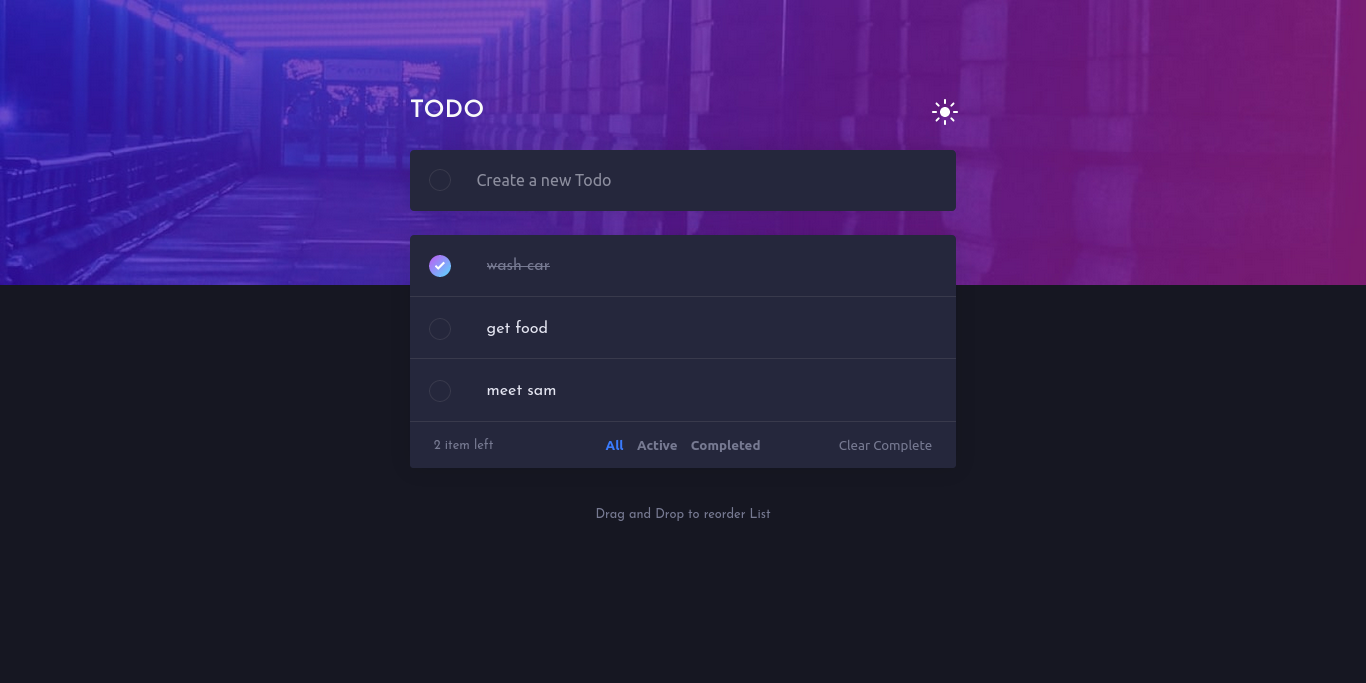 TODO
Create a new Todo
wash car
get food
meet sam
2 item left All Active Completed Clear Complete
Drag and Drop to reorder List